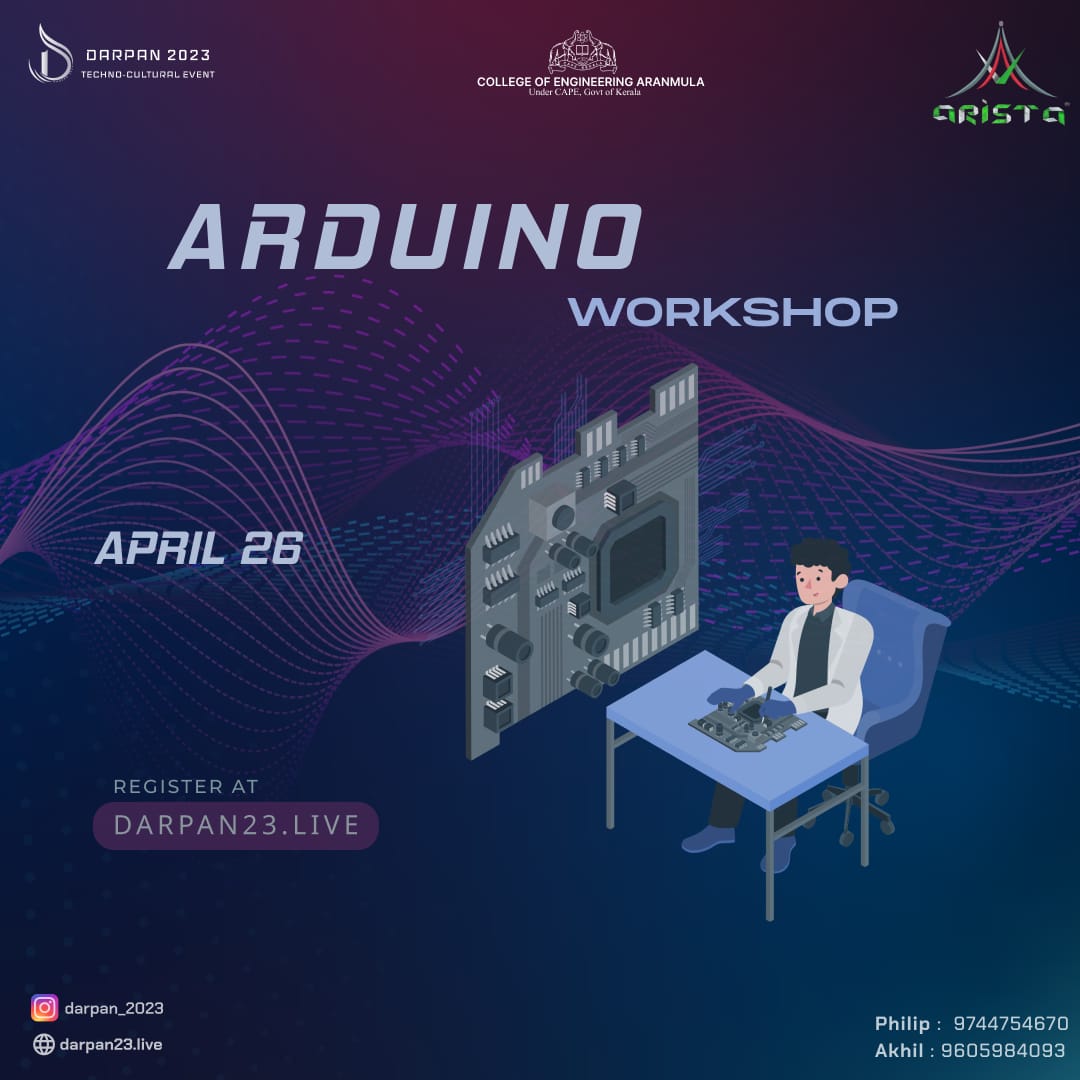 DARPAN 2023
TECHNO-CULTURAL EVENT
COLLEGE OF ENGINEERING ARANMULA
Under CAPE, Govt of Kerala
ARISTA
ARDUINO
WORKSHOP
APRIL 26
REGISTER AT
DARPAN23.LIVE
darpan_2023
darpan23.live
Philip : 9744754670
Akhil : 9605984093